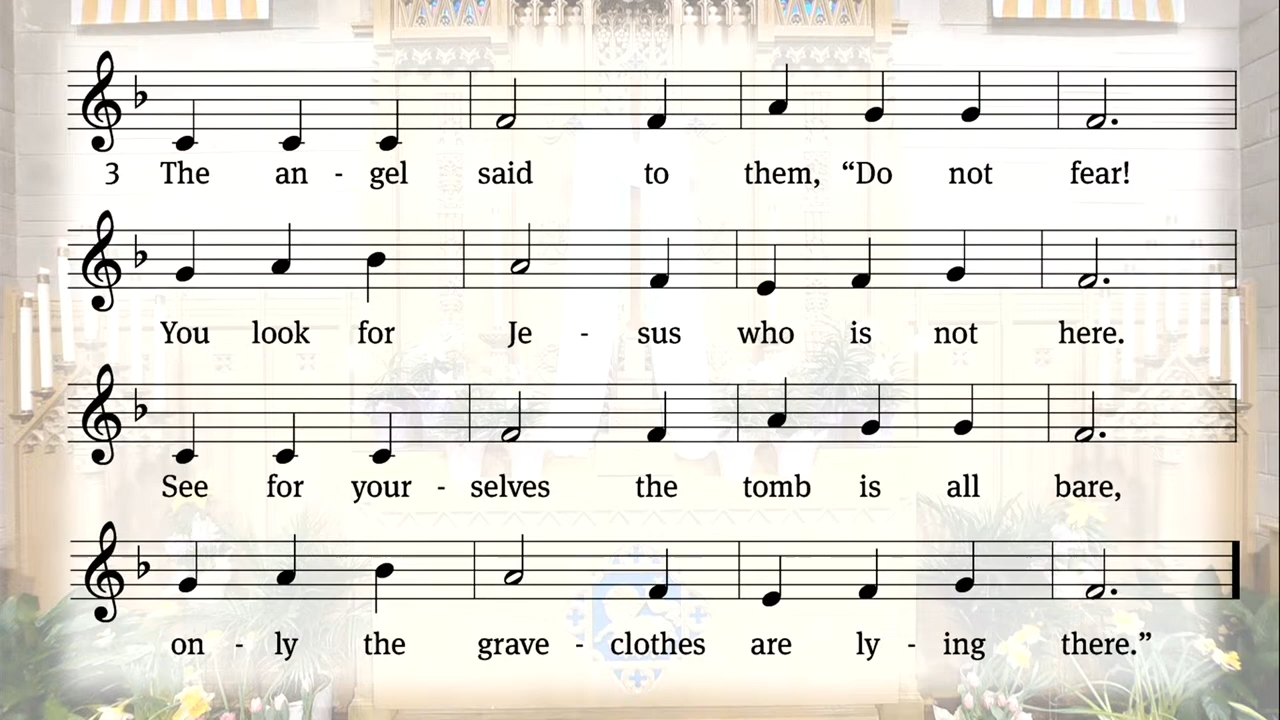 3 The an - gel said to them, “Do not fear!
You look for Je - sus who is not here.
See for your - selves the tomb is all bare,
on - ly the grave - clothes are ly - ing there.”